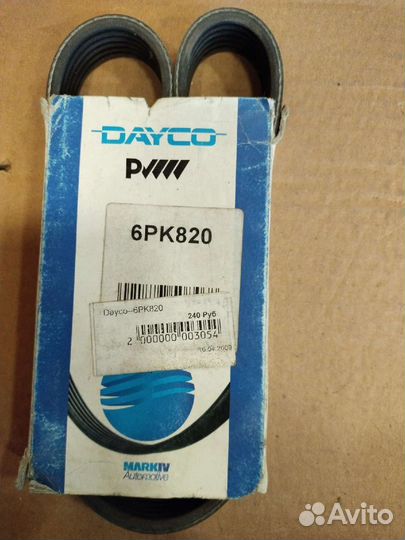 DAYCO
6PK820
Dayco--6PK820
240 Руб
2 000000 003054
MARKIV
Automotive
Avito